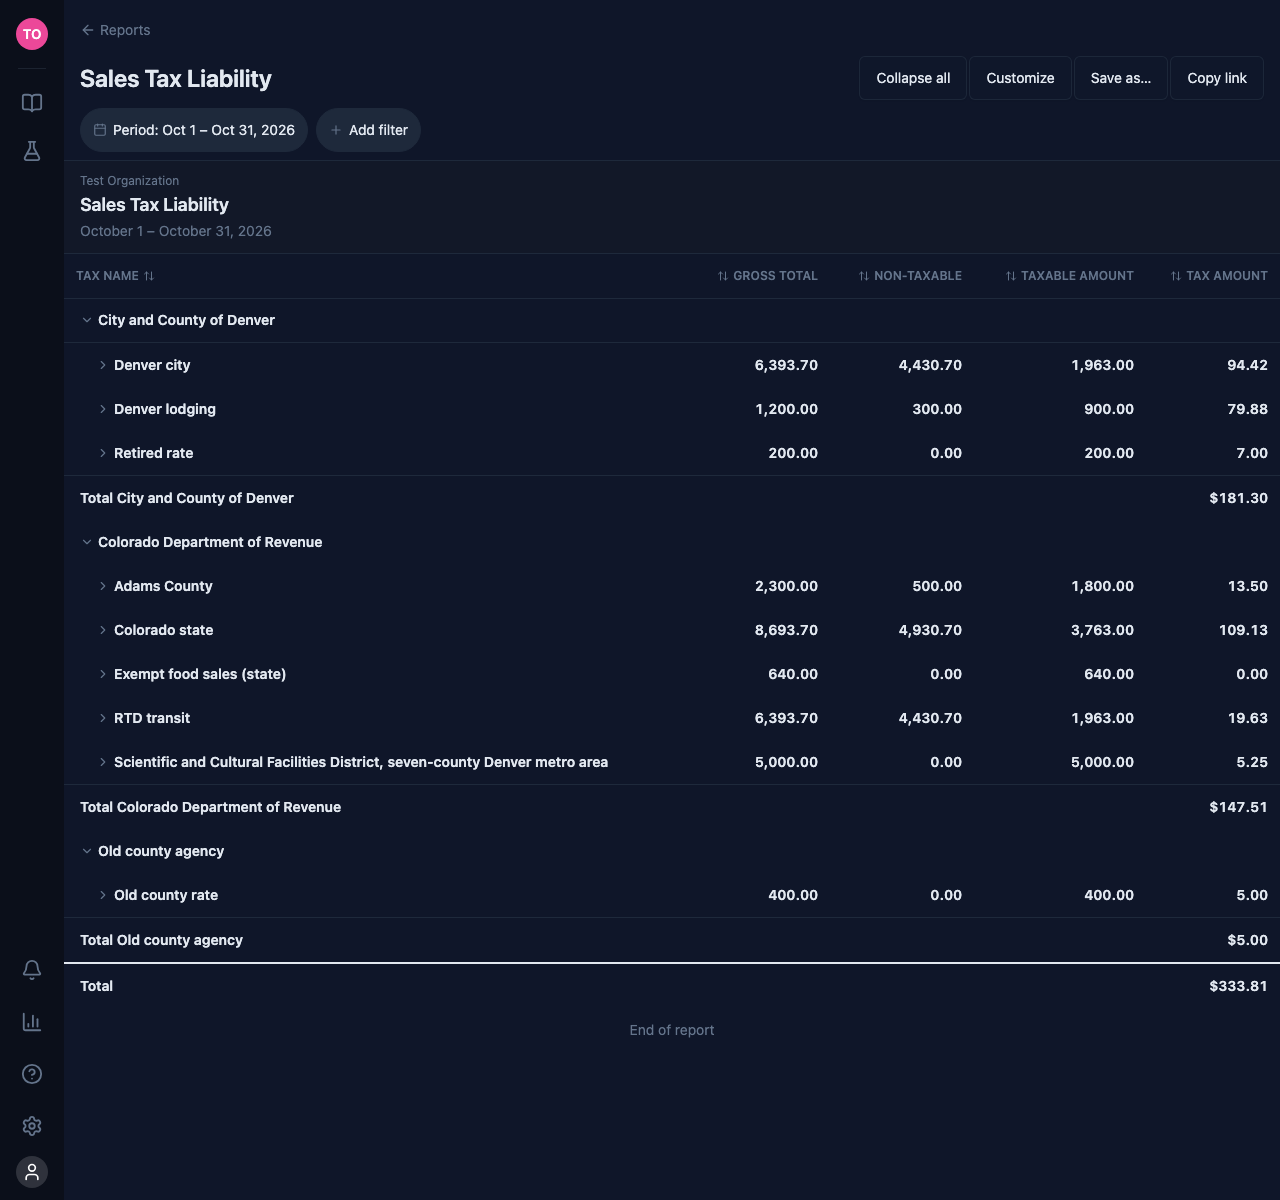 TO
Reports
Sales Tax Liability
Collapse all
Customize
Save as...
Copy link
Period: Oct 1 – Oct 31, 2026
Add filter
Test Organization
Sales Tax Liability
October 1 – October 31, 2026
TAX NAME GROSS TOTAL NON-TAXABLE TAXABLE AMOUNT TAX AMOUNT
City and County of Denver
Denver city 6,393.70 4,430.70 1,963.00 94.42
Denver lodging 1,200.00 300.00 900.00 79.88
Retired rate 200.00 0.00 200.00 7.00
Total City and County of Denver $181.30
Colorado Department of Revenue
Adams County 2,300.00 500.00 1,800.00 13.50
Colorado state 8,693.70 4,930.70 3,763.00 109.13
Exempt food sales (state) 640.00 0.00 640.00 0.00
RTD transit 6,393.70 4,430.70 1,963.00 19.63
Scientific and Cultural Facilities District, seven-county Denver metro area 5,000.00 0.00 5,000.00 5.25
Total Colorado Department of Revenue $147.51
Old county agency
Old county rate 400.00 0.00 400.00 5.00
Total Old county agency $5.00
Total $333.81
End of report